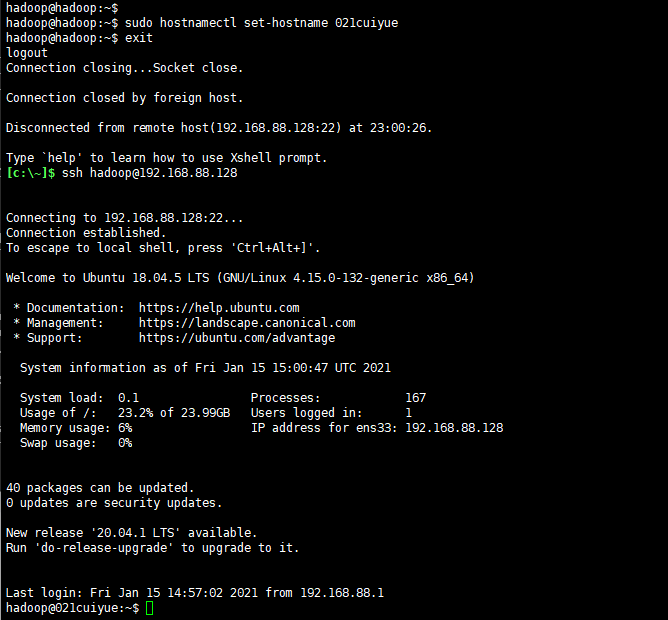 hadoop@hadoop:~$
hadoop@hadoop:~$ sudo hostnamectl set-hostname 021cuiyue
hadoop@hadoop:~$ exit
logout
Connection closing...Socket close.
Connection closed by foreign host.
Disconnected from remote host(192.168.88.128:22) at 23:00:26.
Type `help' to learn how to use Xshell prompt.
[c:\~]$ ssh hadoop@192.168.88.128
Connecting to 192.168.88.128:22...
Connection established.
To escape to local shell, press 'Ctrl+Alt+]'.
Welcome to Ubuntu 18.04.5 LTS (GNU/Linux 4.15.0-132-generic x86_64)
* Documentation:  https://help.ubuntu.com
* Management:     https://landscape.canonical.com
* Support:        https://ubuntu.com/advantage
System information as of Fri Jan 15 15:00:47 UTC 2021
System load:  0.1                Processes:            167
Usage of /:   23.2% of 23.99GB   Users logged in:      1
Memory usage: 6%                 IP address for ens33: 192.168.88.128
Swap usage:   0%
40 packages can be updated.
0 updates are security updates.
New release '20.04.1 LTS' available.
Run 'do-release-upgrade' to upgrade to it.
Last login: Fri Jan 15 14:57:02 2021 from 192.168.88.1
hadoop@021cuiyue:~$